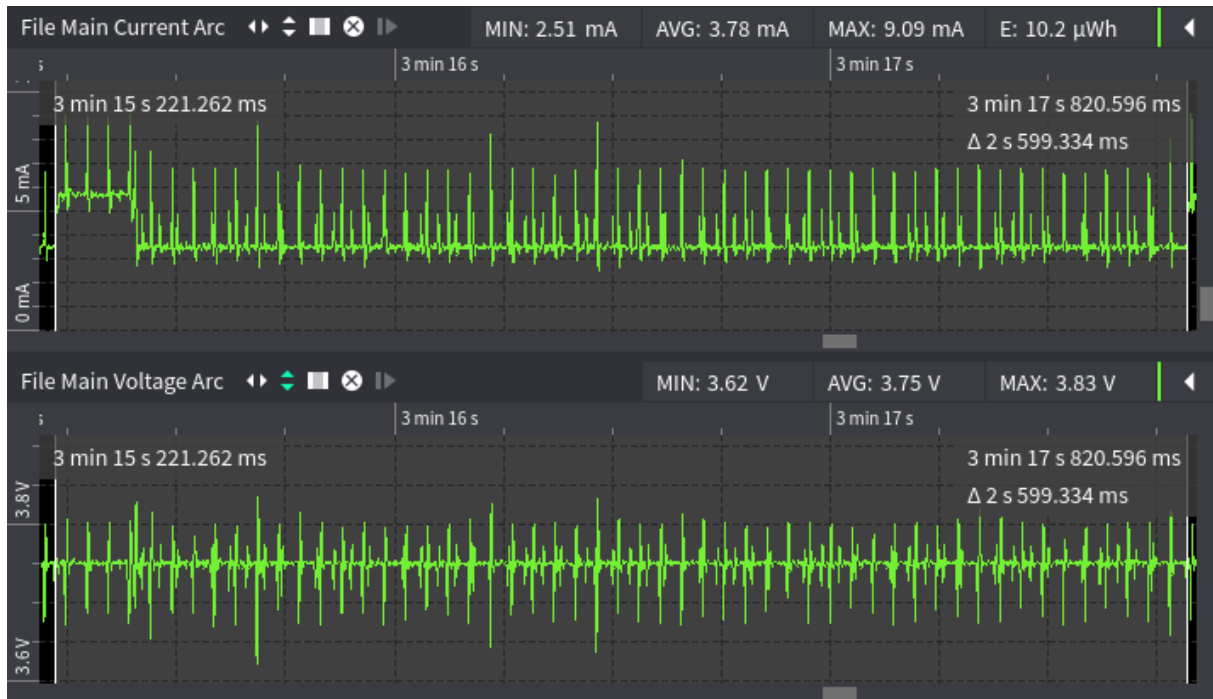 File Main Current Arc MIN: 2.51 mA AVG: 3.78 mA MAX: 9.09 mA E: 10.2 µWh
s 3 min 16 s 3 min 17 s
3 min 15 s 221.262 ms 3 min 17 s 820.596 ms
Δ 2 s 599.334 ms
5 mA
0 mA
File Main Voltage Arc MIN: 3.62 V AVG: 3.75 V MAX: 3.83 V
s 3 min 16 s 3 min 17 s
3 min 15 s 221.262 ms 3 min 17 s 820.596 ms
Δ 2 s 599.334 ms
3.8V
3.6V